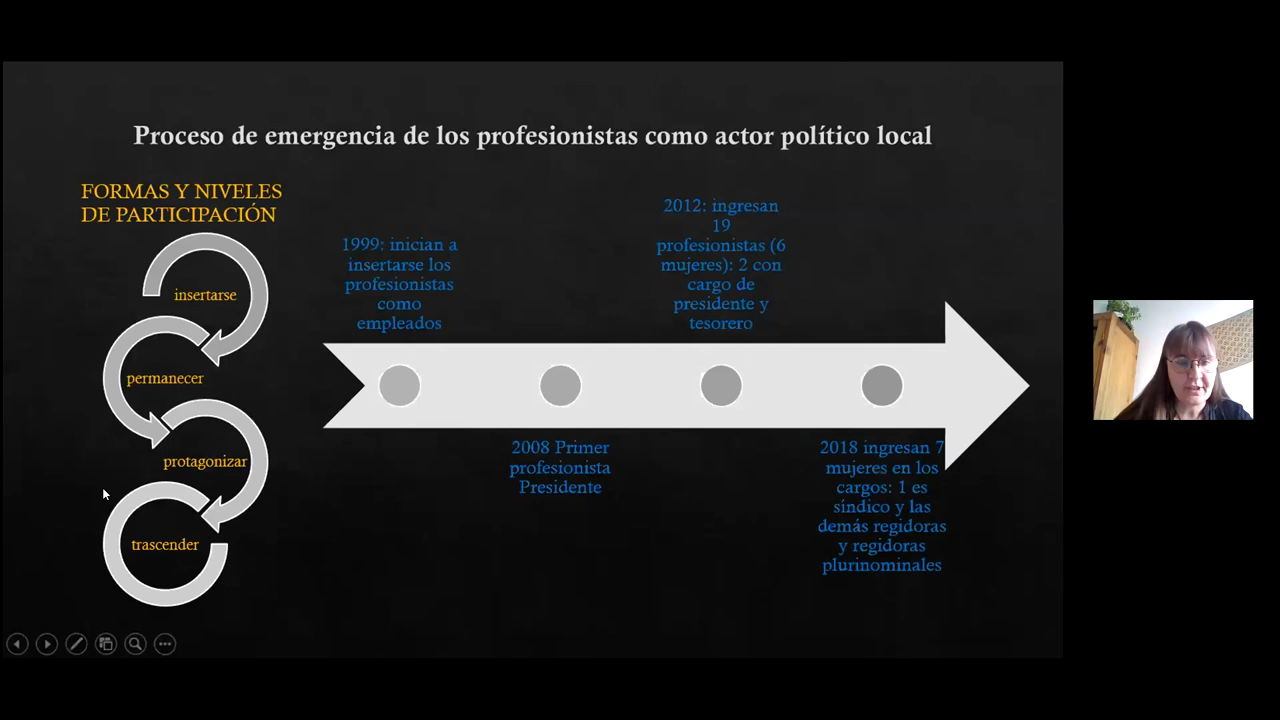 Proceso de emergencia de los profesionistas como actor político local
FORMAS Y NIVELES
DE PARTICIPACIÓN
insertarse
permanecer
protagonizar
trascender
1999: inician a
insertarse los
profesionistas
como
empleados
2008 Primer
profesionista
Presidente
2012: ingresan
19
profesionistas (6
mujeres): 2 con
cargo de
presidente y
tesorero
2018 ingresan 7
mujeres en los
cargos: 1 es
síndico y las
demás regidoras
y regidoras
plurinominales